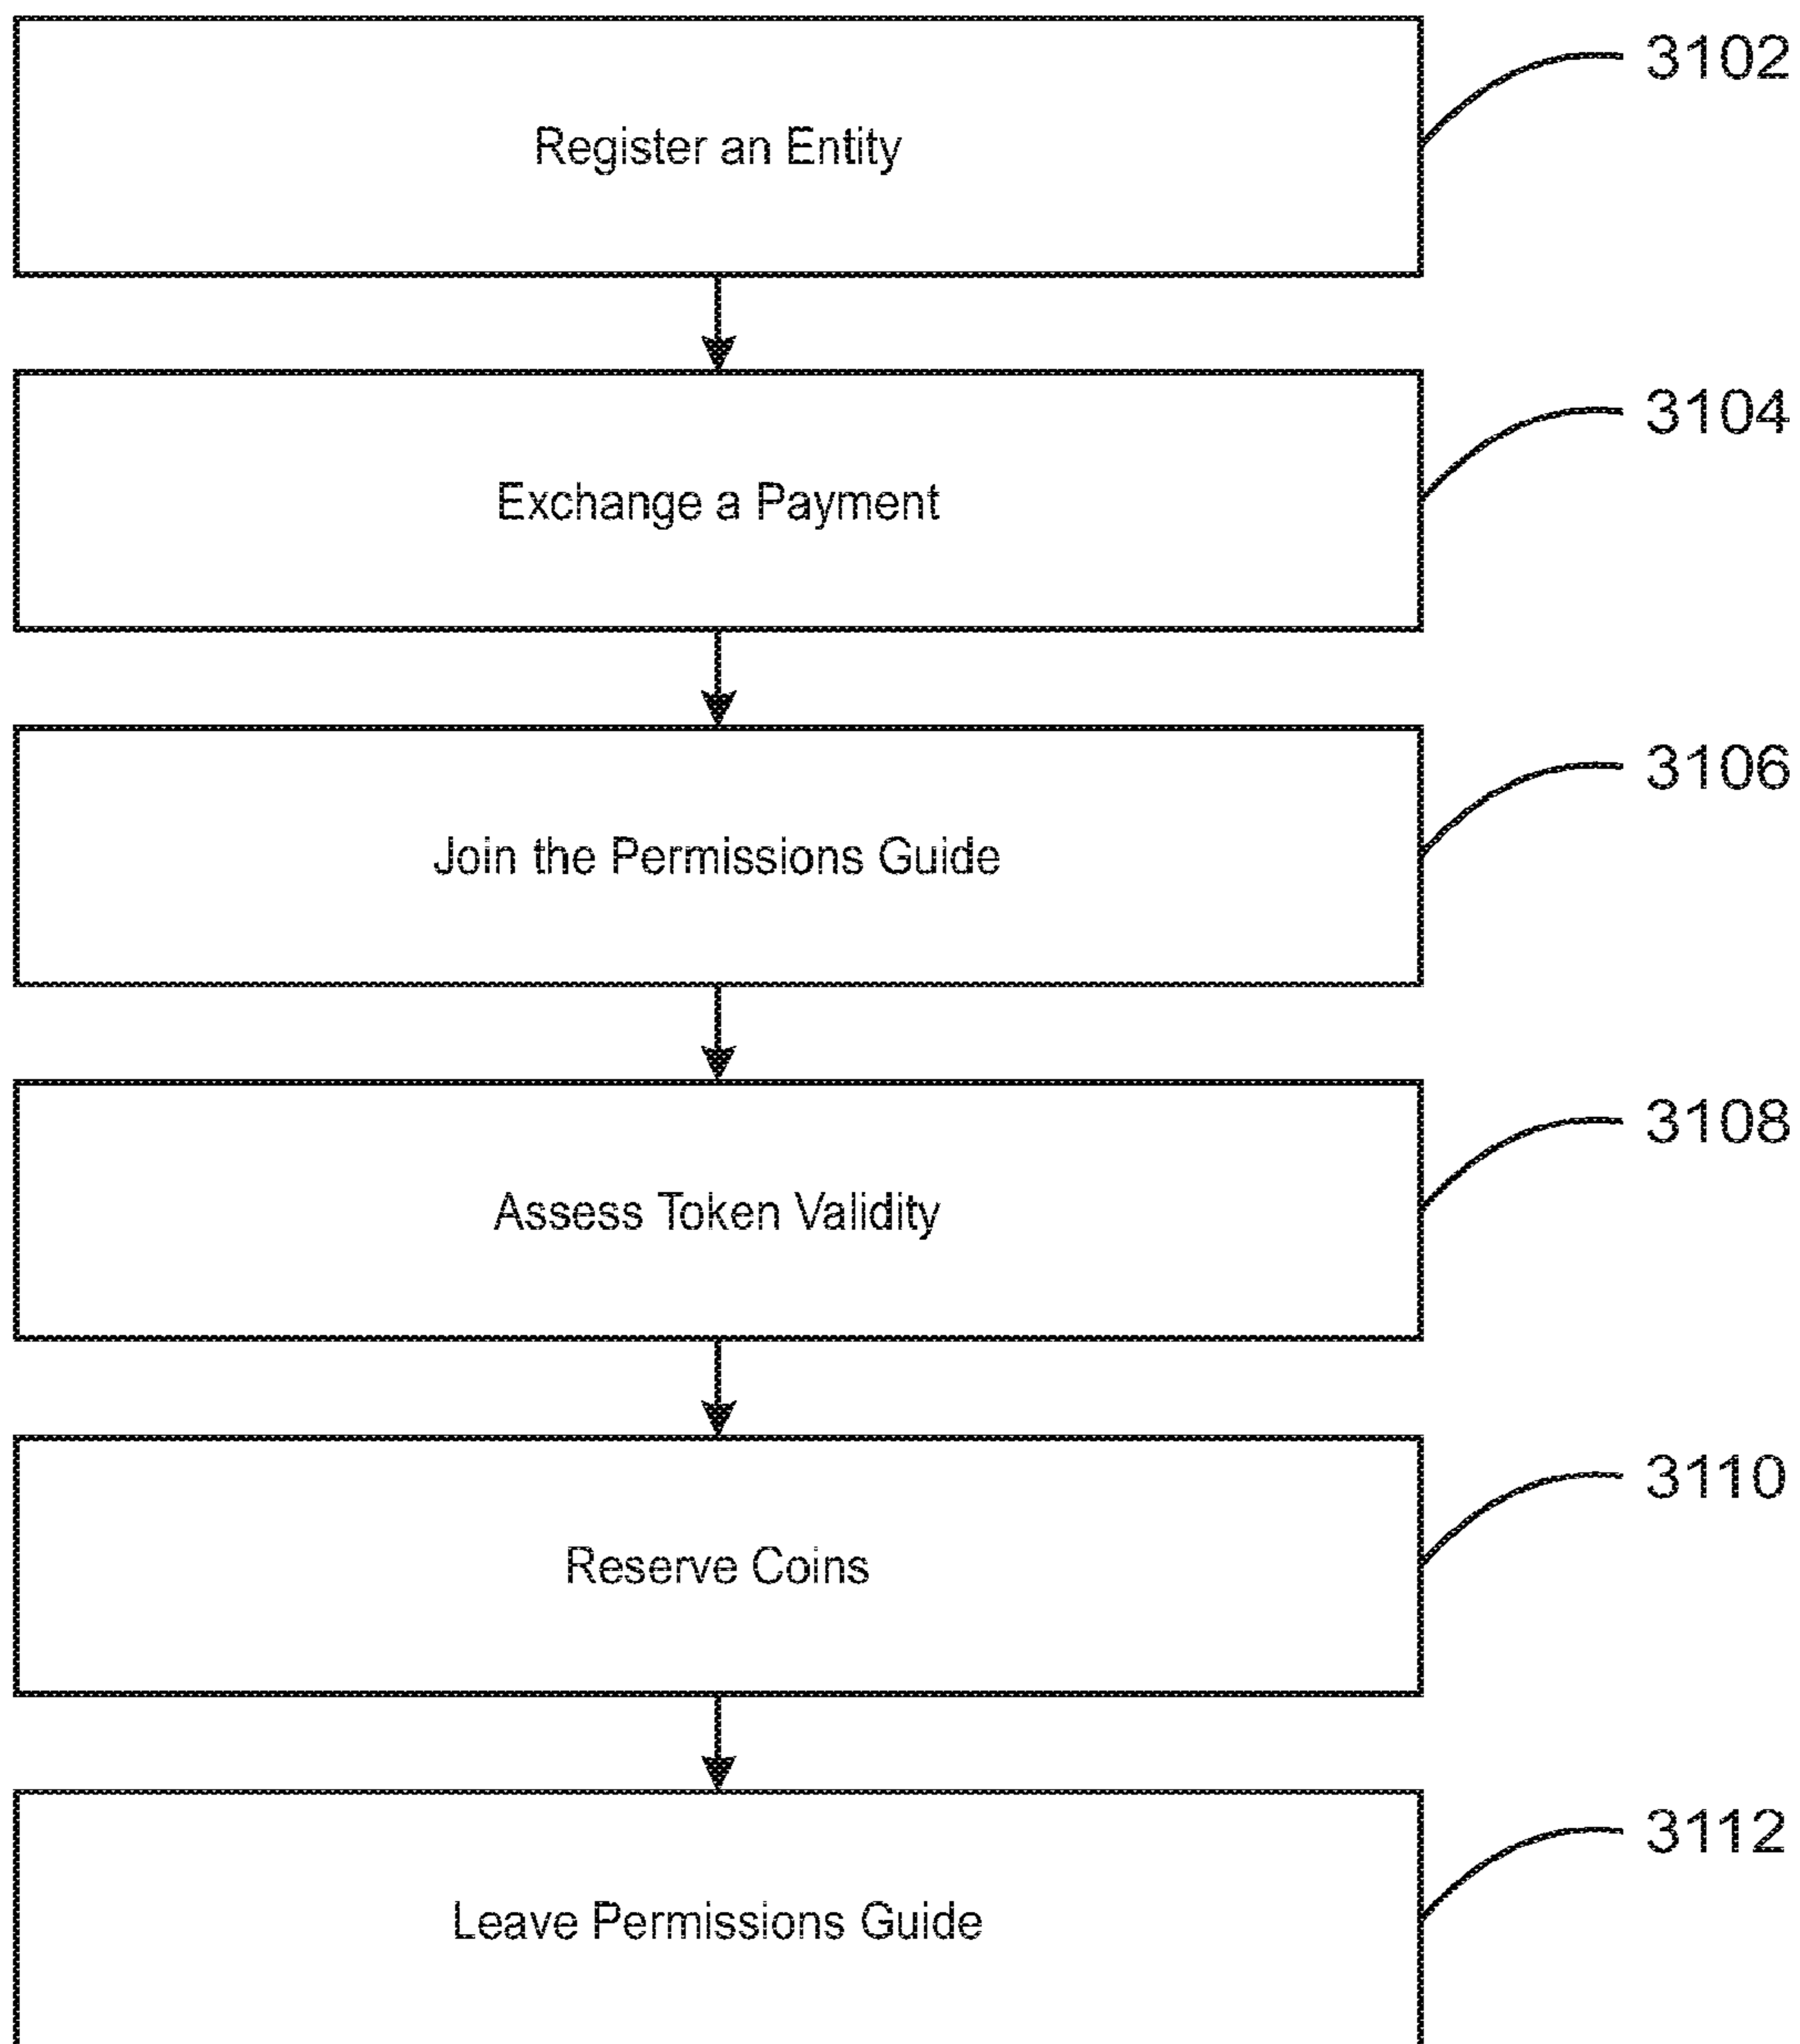 3102
Register an Entity
3104
Exchange a Payment
3106
Join the Permissions Guide
3108
Assess Token Validity
3110
Reserve Coins
3112
Leave Permissions Guide